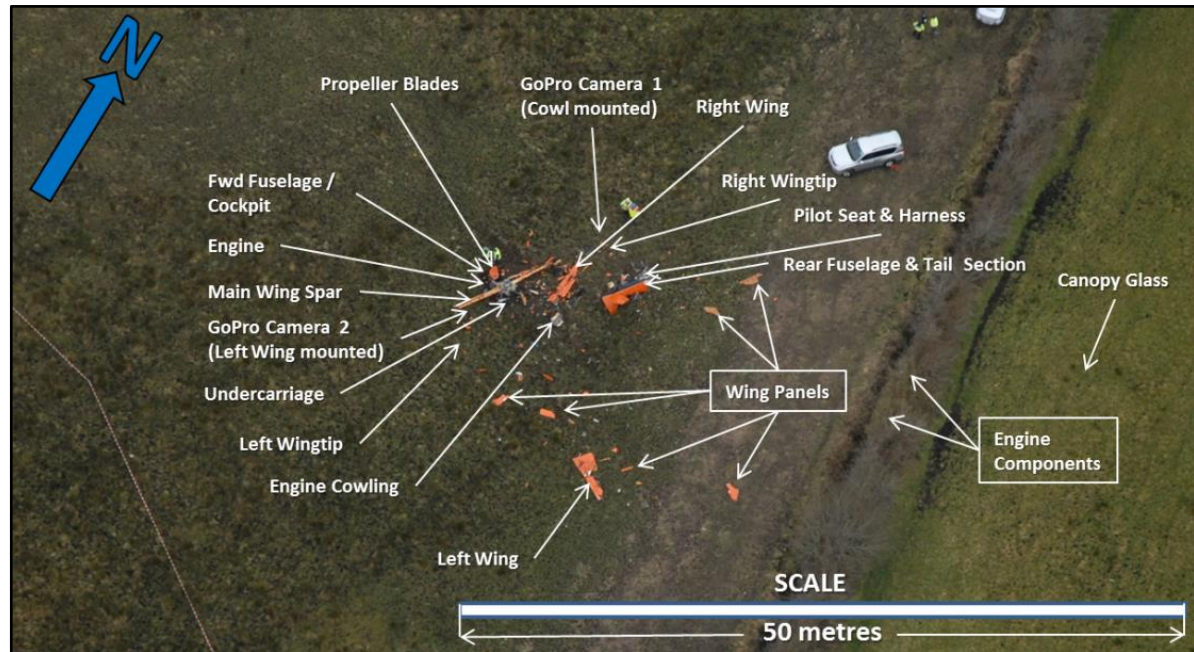 N
Propeller Blades
GoPro Camera 1
(Cowl mounted)
Right Wing
Fwd Fuselage /
Cockpit
Right Wingtip
Pilot Seat & Harness
Engine
Rear Fuselage & Tail Section
Canopy Glass
Main Wing Spar
GoPro Camera 2
(Left Wing mounted)
Undercarriage
Wing Panels
Left Wingtip
Engine
Components
Engine Cowling
Left Wing
SCALE
50 metres